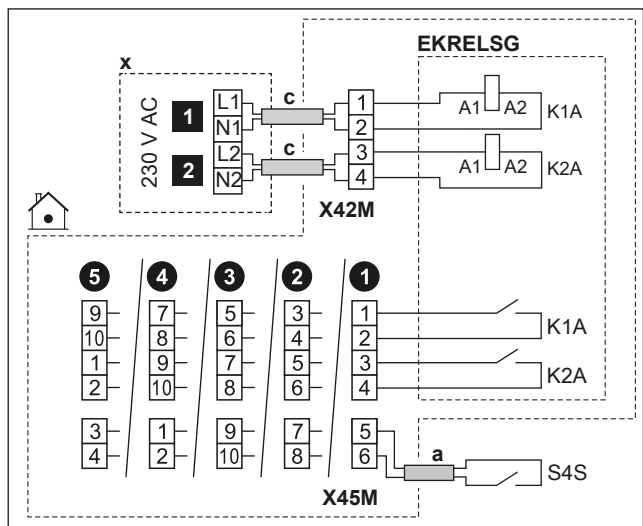 EKRELSG
x
230 V AC
1
L1
N1
2
L2
N2
c
c
1
2
3
4
X42M
A1 A2 K1A
A1 A2 K2A
5 4 3 2 1
9 7 5 3 1
10 8 6 4 2 K1A
1 9 7 5 3
2 10 8 6 4 K2A
3 1 9 7 5
4 2 10 8 6
a
S4S
X45M